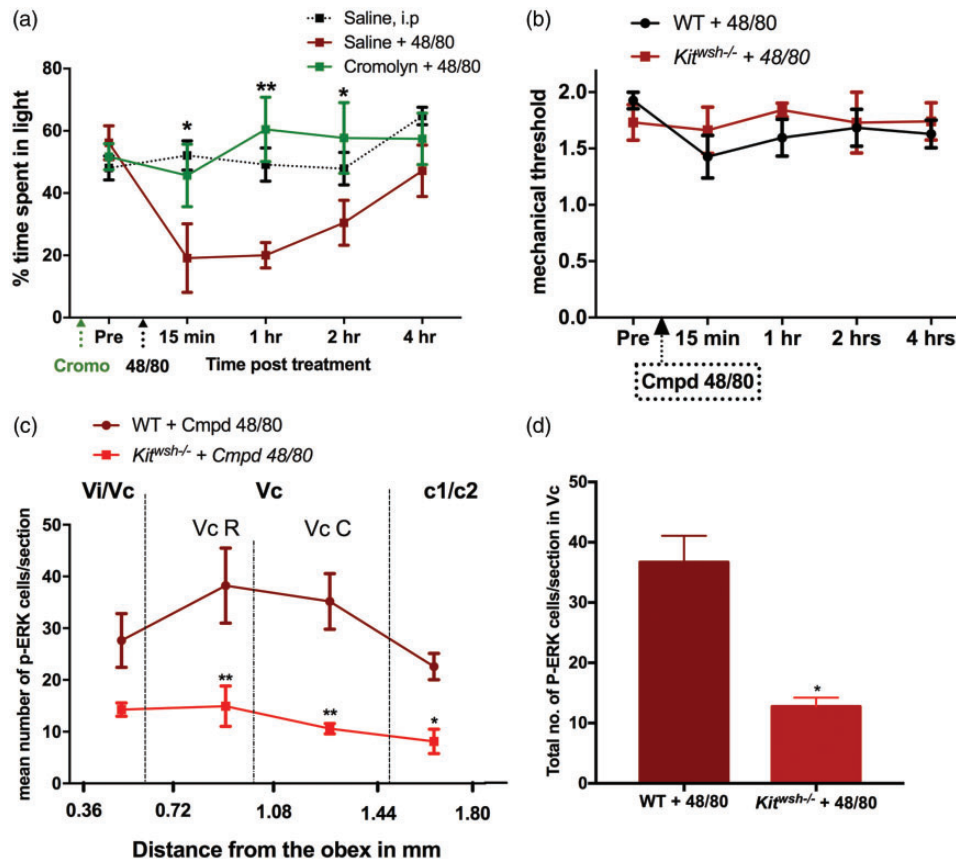 (a)
Saline, i.p
Saline + 48/80
Cromolyn + 48/80
% time spent in light
80
60
40
20
0
*
**
*
Pre
15 min
1 hr
2 hr
4 hr
Cromo
48/80
Time post treatment
(b)
WT + 48/80
Kitwsh-/- + 48/80
mechanical threshold
2.0
1.5
1.0
0.5
0.0
Pre
15 min
1 hr
2 hrs
4 hrs
Cmpd 48/80
(c)
WT + Cmpd 48/80
Kitwsh-/- + Cmpd 48/80
Vi/Vc
Vc
c1/c2
Vc R
Vc C
mean number of p-ERK cells/section
50
40
30
20
10
0
**
**
*
0.36
0.72
1.08
1.44
1.80
Distance from the obex in mm
(d)
Total no. of P-ERK cells/section in Vc
50
40
30
20
10
0
*
WT + 48/80
Kitwsh-/- + 48/80